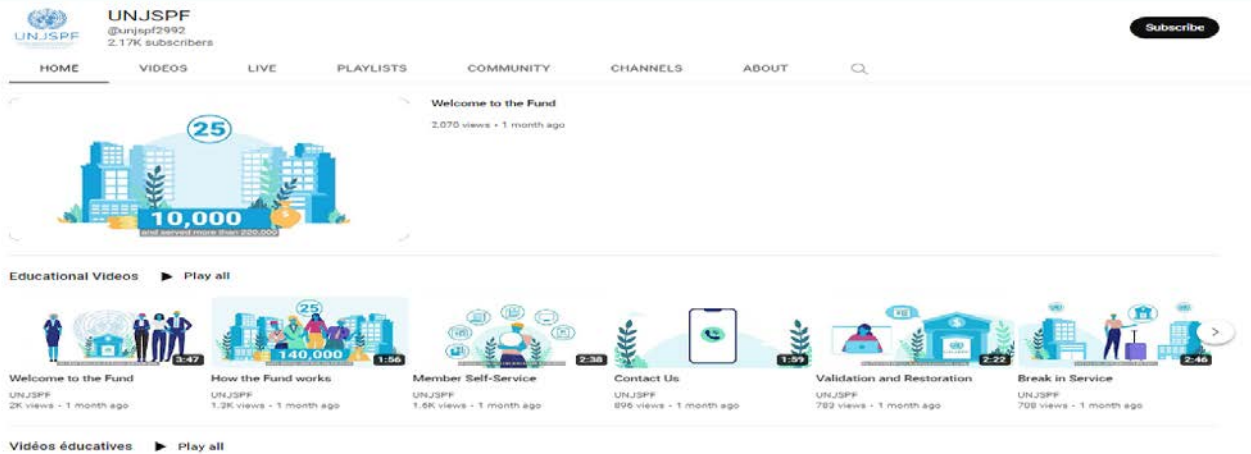 UNJSPF
UNJSPF
@unjspf2992
2.17K subscribers
Subscribe
HOME VIDEOS LIVE PLAYLISTS COMMUNITY CHANNELS ABOUT
25
10,000
and served more than 220,000
Welcome to the Fund
2,070 views • 1 month ago
Educational Videos ▶ Play all
25
140,000
3:47 1:56 2:38 1:59 2:22 2:46
Welcome to the Fund How the Fund works Member Self-Service Contact Us Validation and Restoration Break in Service
UNJSPF UNJSPF UNJSPF UNJSPF UNJSPF UNJSPF
2K views • 1 month ago 1.3K views • 1 month ago 1.6K views • 1 month ago 896 views • 1 month ago 782 views • 1 month ago 708 views • 1 month ago
Vidéos éducatives ▶ Play all